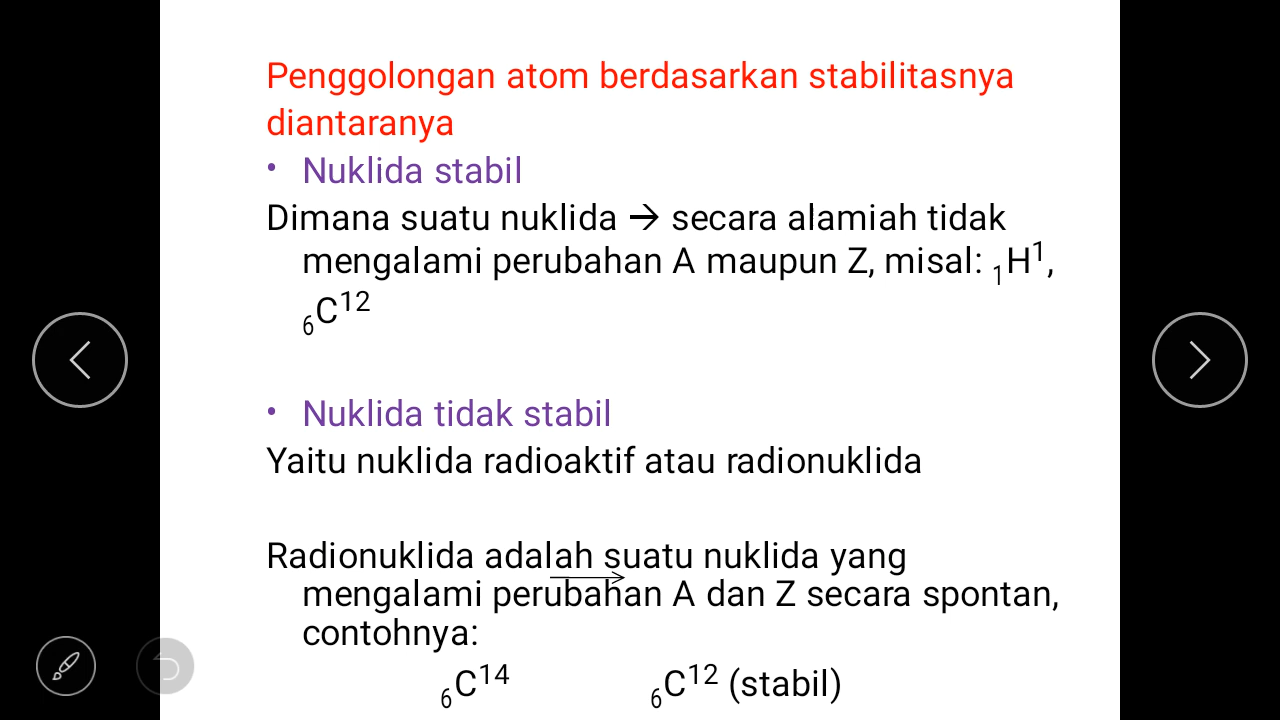 Penggolongan atom berdasarkan stabilitasnya
diantaranya
• Nuklida stabil
Dimana suatu nuklida → secara alamiah tidak
mengalami perubahan A maupun Z, misal: ₁H¹,
₆C¹²
• Nuklida tidak stabil
Yaitu nuklida radioaktif atau radionuklida
Radionuklida adalah suatu nuklida yang
mengalami perubahan A dan Z secara spontan,
contohnya:
₆C¹⁴ ₆C¹² (stabil)